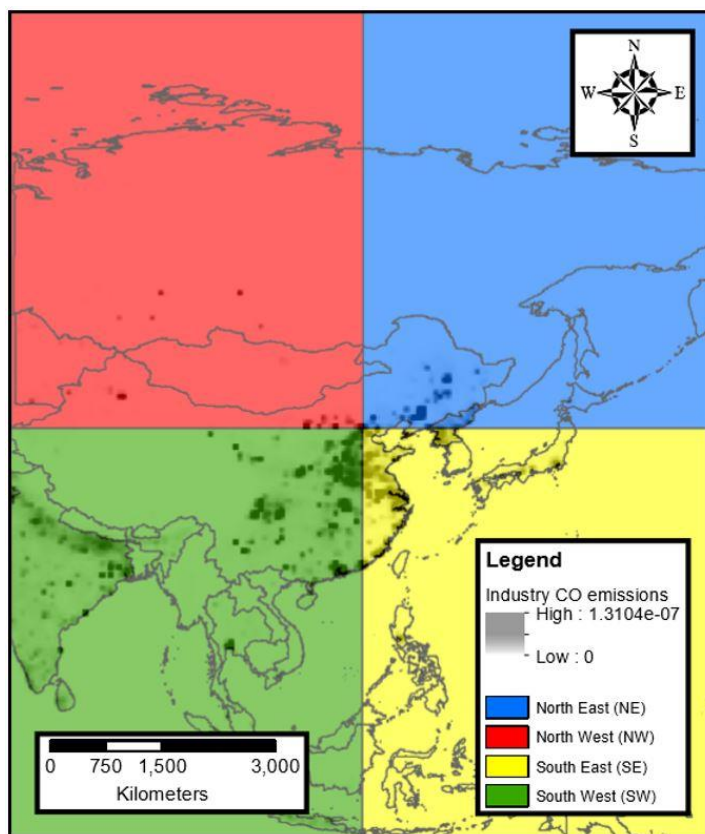 N
W E
S
Legend
Industry CO emissions
High : 1.3104e-07
Low : 0
North East (NE)
North West (NW)
South East (SE)
South West (SW)
0 750 1,500 3,000
Kilometers